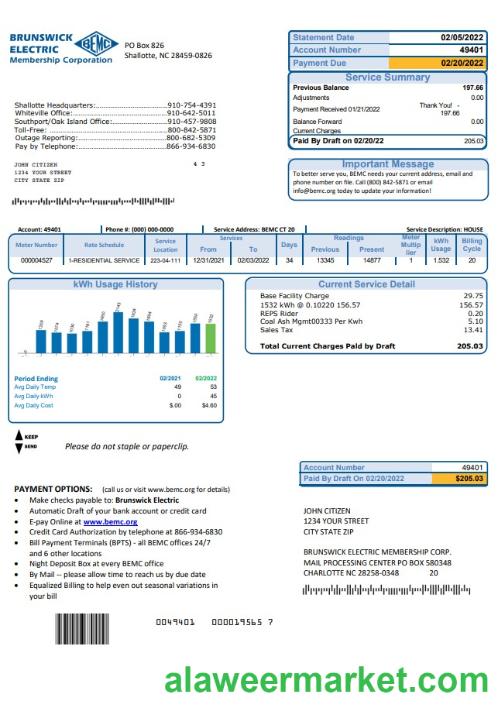 BRUNSWICK
ELECTRIC
Membership Corporation
BEMC
PO Box 826
Shallotte, NC 28459-0826
Statement Date 02/05/2022
Account Number 49401
Payment Due 02/20/2022
Service Summary
Previous Balance 197.66
Adjustments 0.00
Payment Received 01/21/2022 Thank You! - 197.66
Balance Forward 0.00
Current Charges
Paid By Draft on 02/20/22 205.03
Shallotte Headquarters:.....910-754-4391
Whiteville Office:.....910-642-5011
Southport/Oak Island Office:.....910-457-9808
Toll-Free:.....800-842-5871
Outage Reporting:.....800-682-5309
Pay by Telephone:.....866-934-6830
Important Message
To better serve you, BEMC needs your current address, email and
phone number on file. Call (800) 842-5871 or email
info@bemc.org today to update your information!
JOHN CITIZEN 4 2
1234 YOUR STREET
CITY STATE ZIP
Account: 49401 Phone #: (000) 000-0000 Service Address: BEMC CT 20 Service Description: HOUSE
Meter Number Rate Schedule Service Location Services From To Days Readings Previous Present Meter Multiplier kWh Usage Billing Cycle
000004527 1-RESIDENTIAL SERVICE 223-04-111 12/31/2021 02/03/2022 34 13345 14877 1 1.532 20
kWh Usage History
Period Ending 02/2021 02/2022
Avg Daily Temp 49 53
Avg Daily kWh 0 45
Avg Daily Cost $.00 $4.60
Current Service Detail
Base Facility Charge 29.75
1532 kWh @ 0.10220 156.57 156.57
REPS Rider 0.20
Coal Ash Mgmt00333 Per Kwh 5.10
Sales Tax 13.41
Total Current Charges Paid by Draft 205.03
KEEP
SEND
Please do not staple or paperclip.
Account Number 49401
Paid By Draft On 02/20/2022 $205.03
PAYMENT OPTIONS: (call us or visit www.bemc.org for details)
• Make checks payable to: Brunswick Electric
• Automatic Draft of your bank account or credit card
• E-pay Online at www.bemc.org
• Credit Card Authorization by telephone at 866-934-6830
• Bill Payment Terminals (BPTS) - all BEMC offices 24/7
and 6 other locations
• Night Deposit Box at every BEMC office
• By Mail -- please allow time to reach us by due date
• Equalized Billing to help even out seasonal variations in
your bill
JOHN CITIZEN
1234 YOUR STREET
CITY STATE ZIP
BRUNSWICK ELECTRIC MEMBERSHIP CORP.
MAIL PROCESSING CENTER PO BOX 580348
CHARLOTTE NC 28258-0348 20
0049401 000019565 7
alaweermarket.com